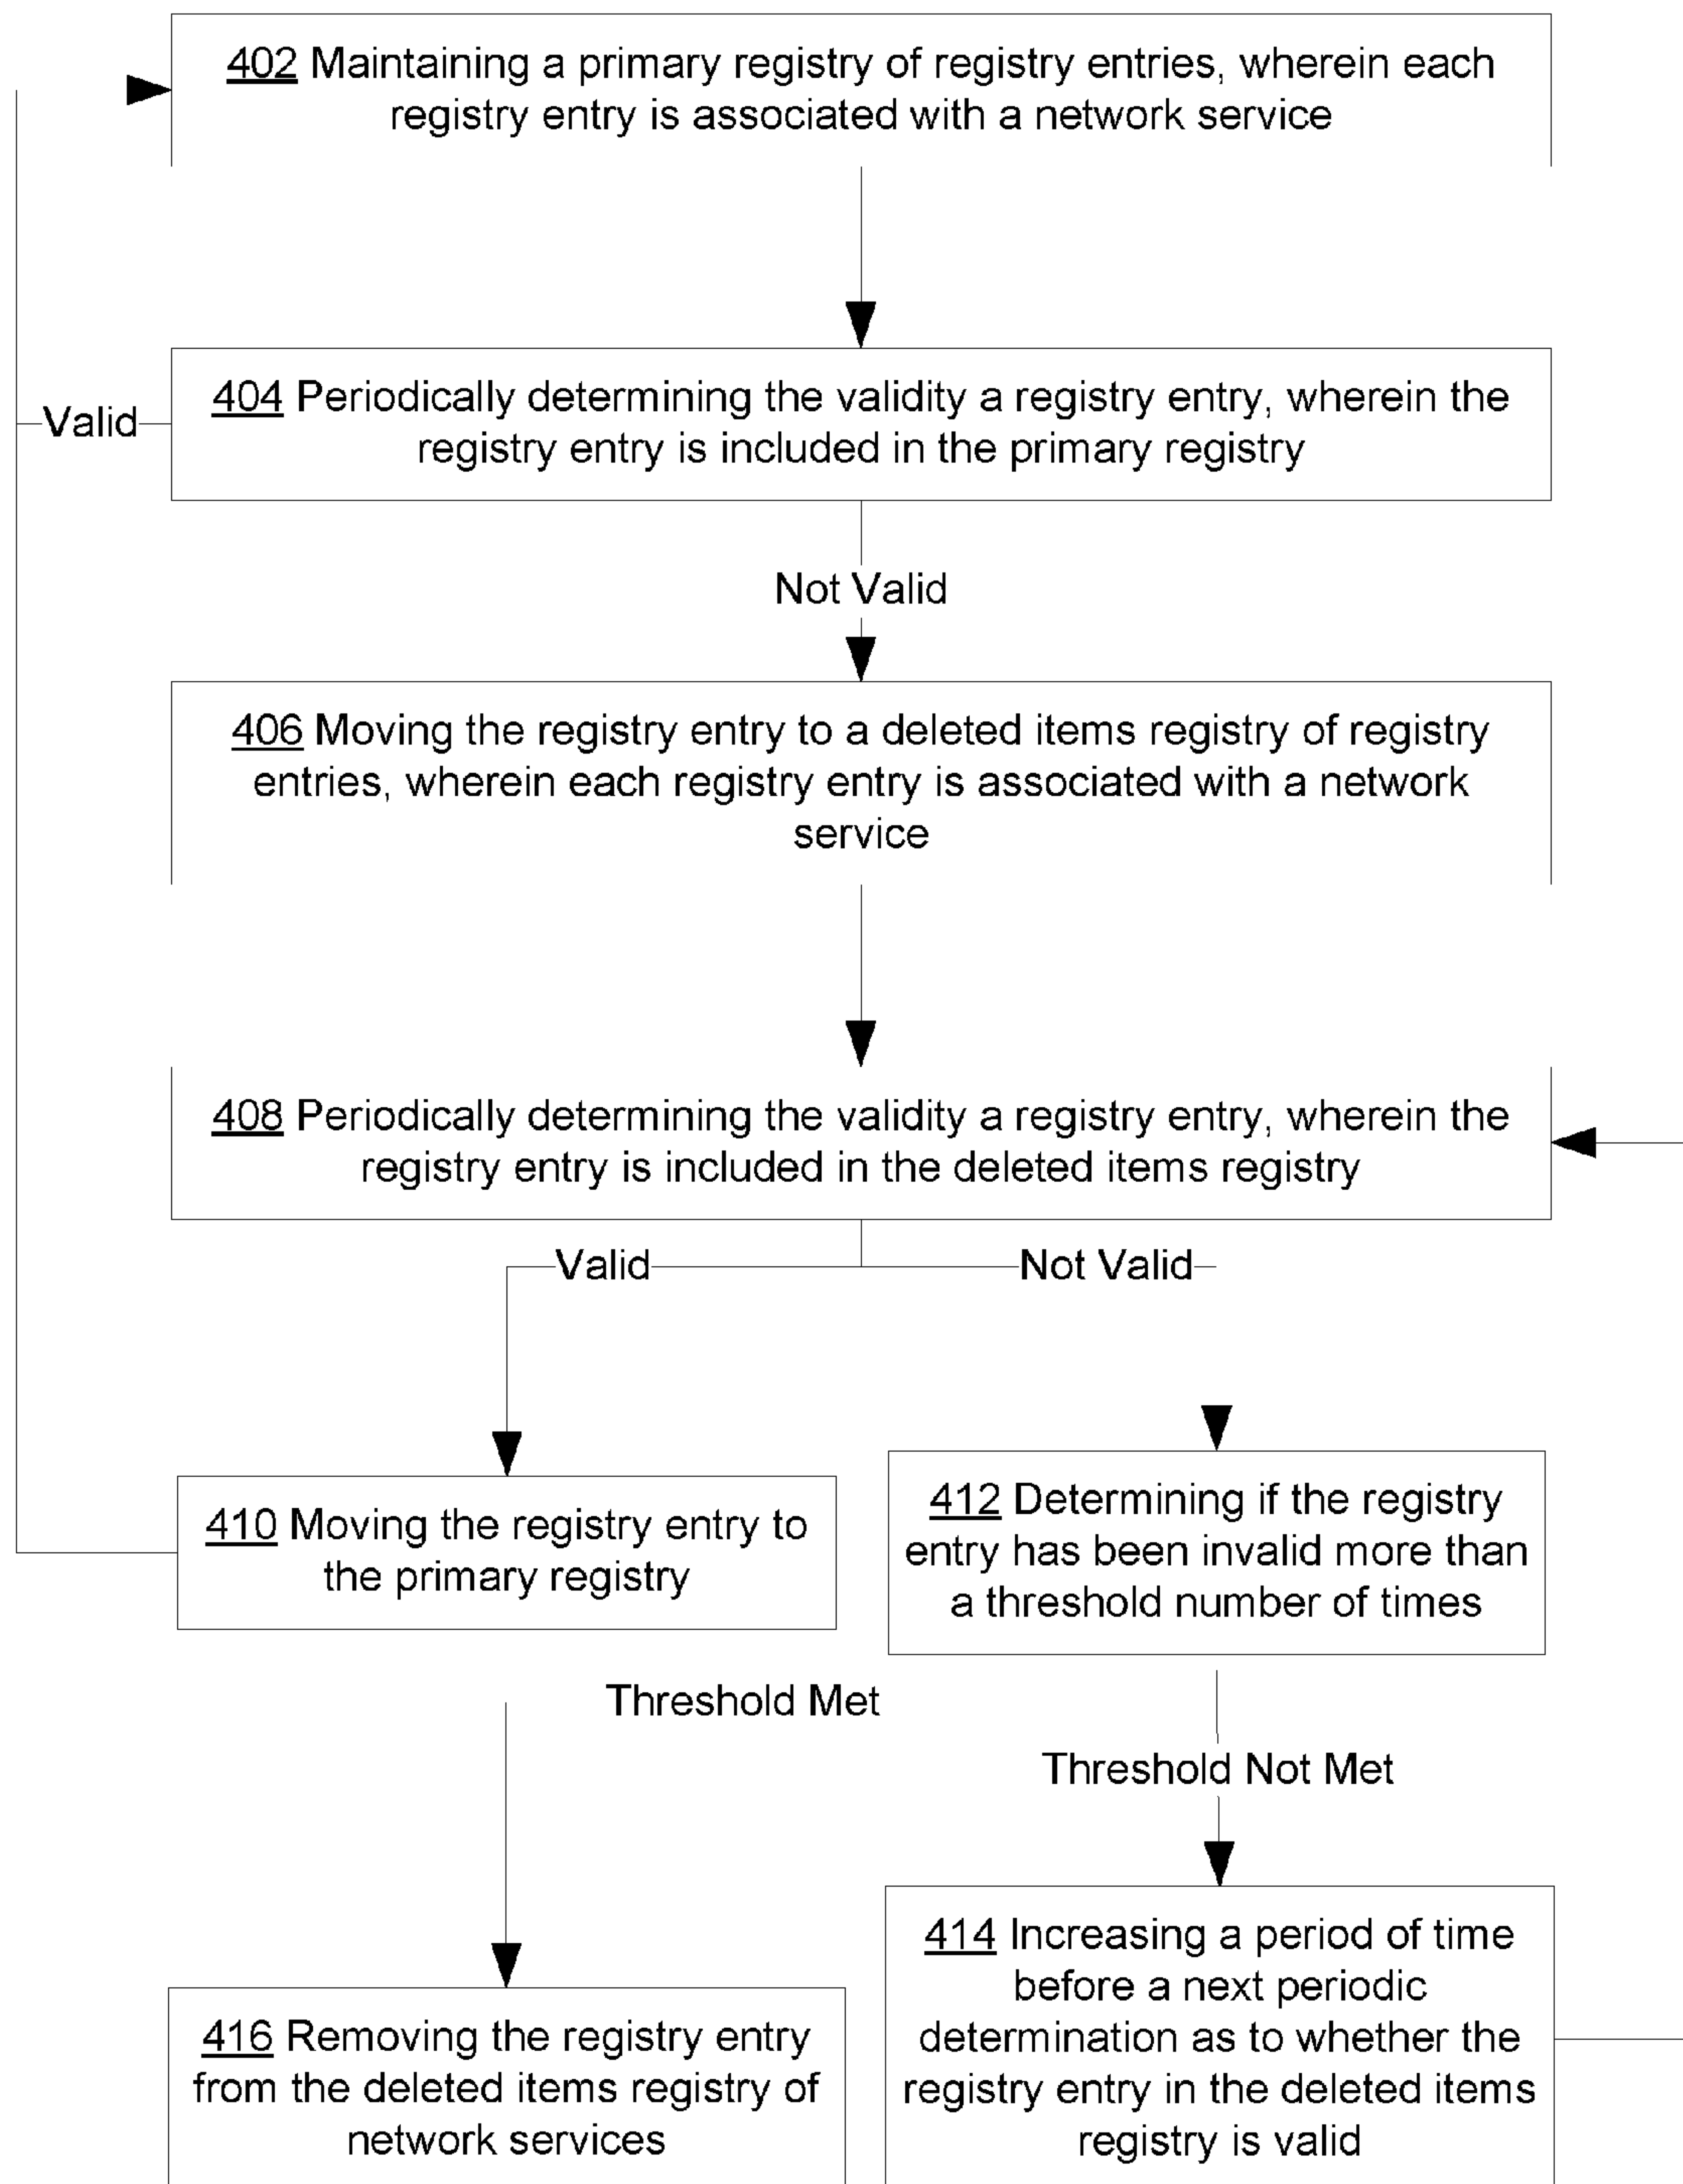 402 Maintaining a primary registry of registry entries, wherein each
registry entry is associated with a network service
404 Periodically determining the validity a registry entry, wherein the
registry entry is included in the primary registry
Valid
Not Valid
406 Moving the registry entry to a deleted items registry of registry
entries, wherein each registry entry is associated with a network
service
408 Periodically determining the validity a registry entry, wherein the
registry entry is included in the deleted items registry
Valid
Not Valid
410 Moving the registry entry to
the primary registry
412 Determining if the registry
entry has been invalid more than
a threshold number of times
Threshold Met
Threshold Not Met
416 Removing the registry entry
from the deleted items registry of
network services
414 Increasing a period of time
before a next periodic
determination as to whether the
registry entry in the deleted items
registry is valid